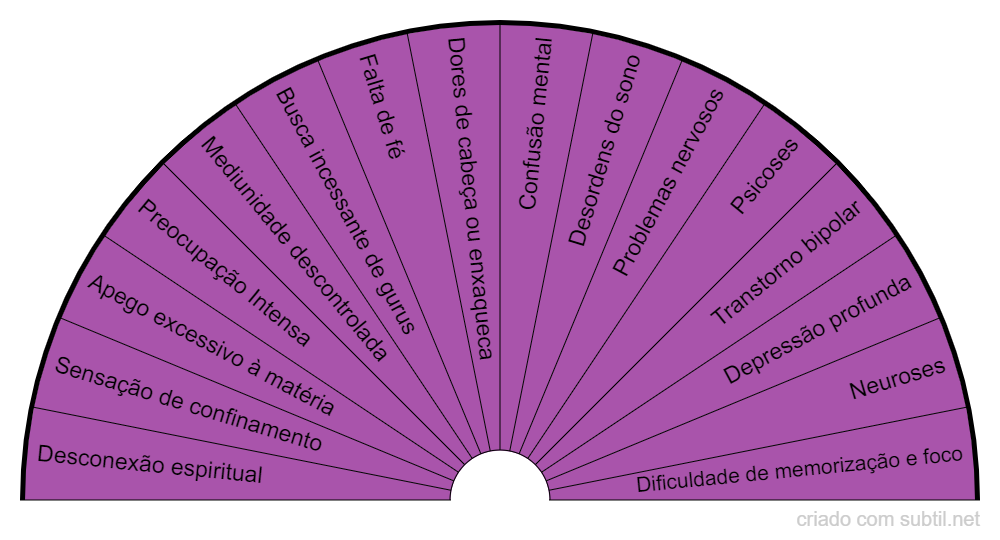 Desconexão espiritual
Sensação de confinamento
Apego excessivo à matéria
Preocupação Intensa
Mediunidade descontrolada
Busca incessante de gurus
Falta de fé
Dores de cabeça ou enxaqueca
Confusão mental
Desordens do sono
Problemas nervosos
Psicoses
Transtorno bipolar
Depressão profunda
Neuroses
Dificuldade de memorização e foco
criado com subtil.net